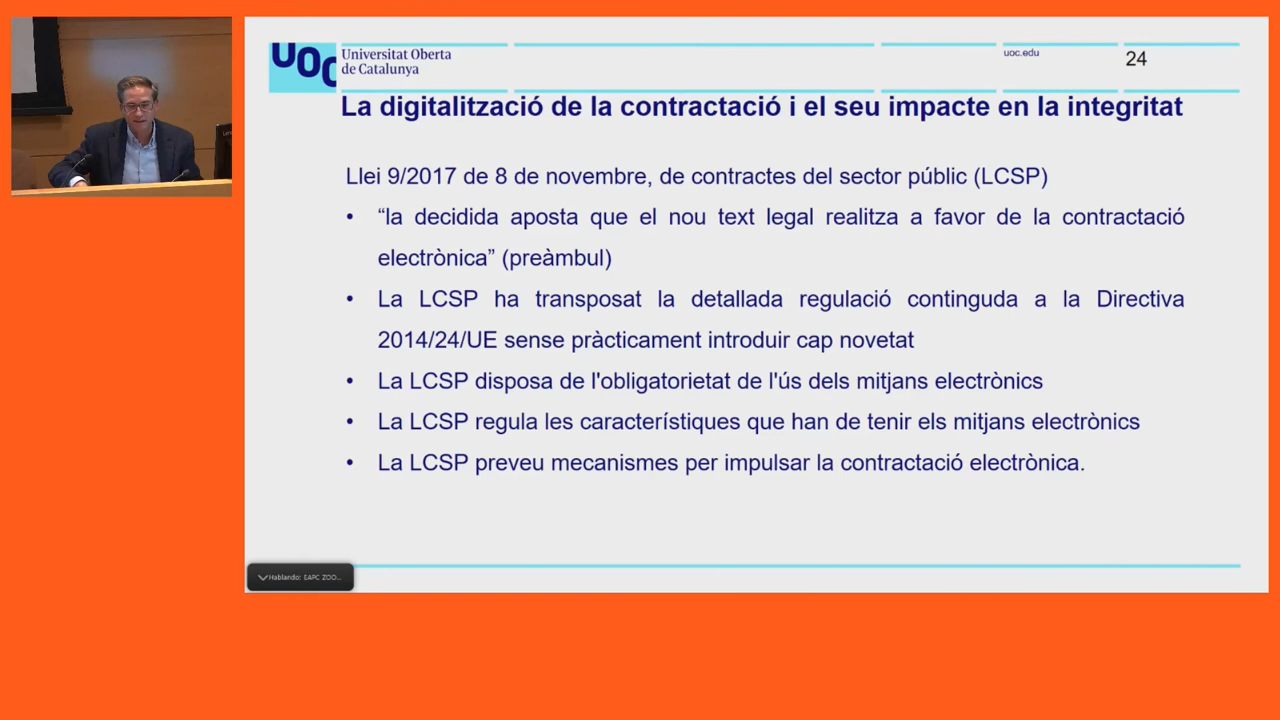 UOC
Universitat Oberta
de Catalunya
uoc.edu
24
La digitalització de la contractació i el seu impacte en la integritat
Llei 9/2017 de 8 de novembre, de contractes del sector públic (LCSP)
• “la decidida aposta que el nou text legal realitza a favor de la contractació
electrònica” (preàmbul)
• La LCSP ha transposat la detallada regulació continguda a la Directiva
2014/24/UE sense pràcticament introduir cap novetat
• La LCSP disposa de l'obligatorietat de l'ús dels mitjans electrònics
• La LCSP regula les característiques que han de tenir els mitjans electrònics
• La LCSP preveu mecanismes per impulsar la contractació electrònica.
Hablando: EAPC ZOO...